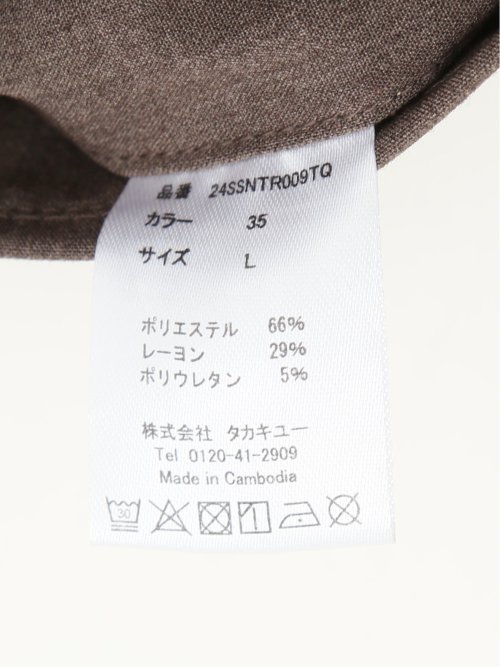 品番 24SSNTR009TQ
カラー 35
サイズ L
ポリエステル 66%
レーヨン 29%
ポリウレタン 5%
株式会社 タカキュー
Tel 0120-41-2909
Made in Cambodia
30